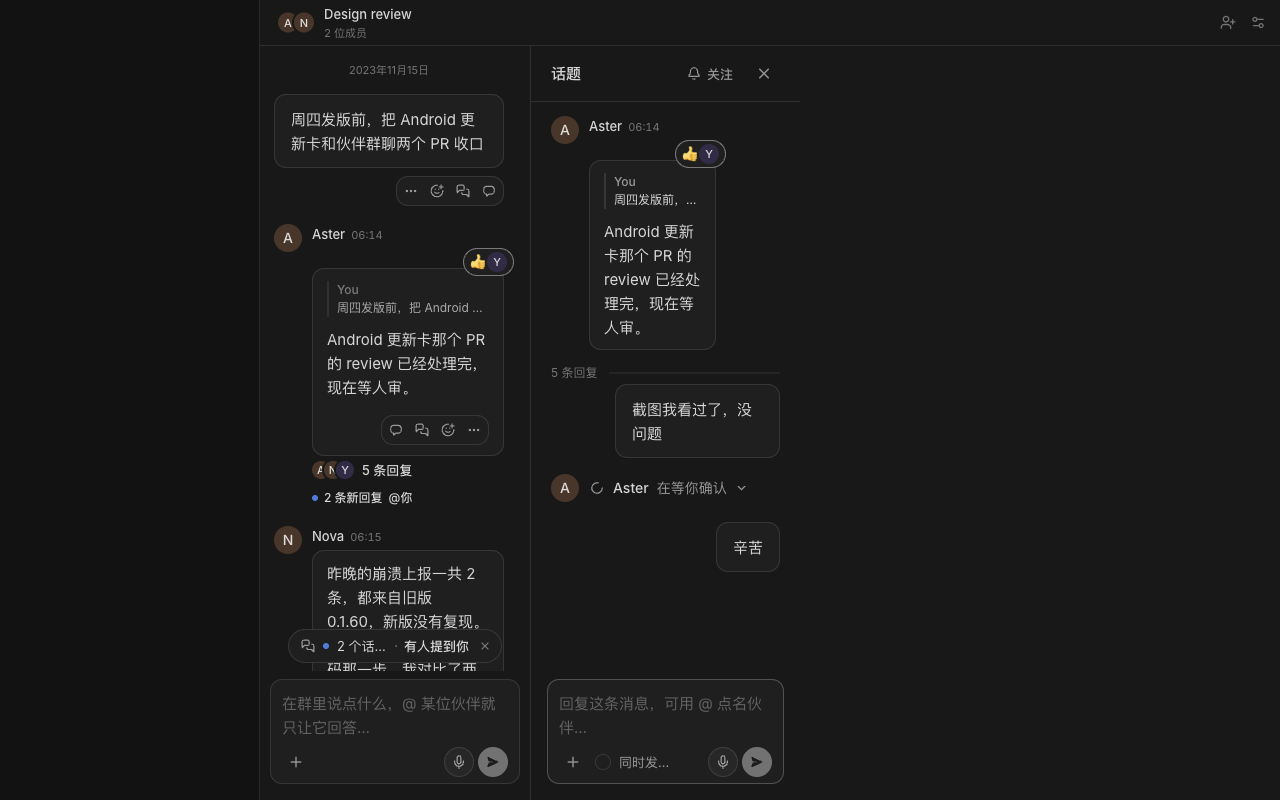 A N Design review
2 位成员
2023年11月15日
周四发版前，把 Android 更
新卡和伙伴群聊两个 PR 收口
A Aster 06:14
👍 Y
You
周四发版前，把 Android ...
Android 更新卡那个 PR
的 review 已经处理完，
现在等人审。
A N Y 5 条回复
2 条新回复 @你
N Nova 06:15
昨晚的崩溃上报一共 2
条，都来自旧版
0.1.60，新版没有复现。
2 个话... · 有人提到你
在群里说点什么，@ 某位伙伴就
只让它回答...
话题 关注
A Aster 06:14
👍 Y
You
周四发版前，...
Android 更新
卡那个 PR 的
review 已经处
理完，现在等
人审。
5 条回复
截图我看过了，没
问题
A Aster 在等你确认
辛苦
回复这条消息，可用 @ 点名伙
伴...
同时发...